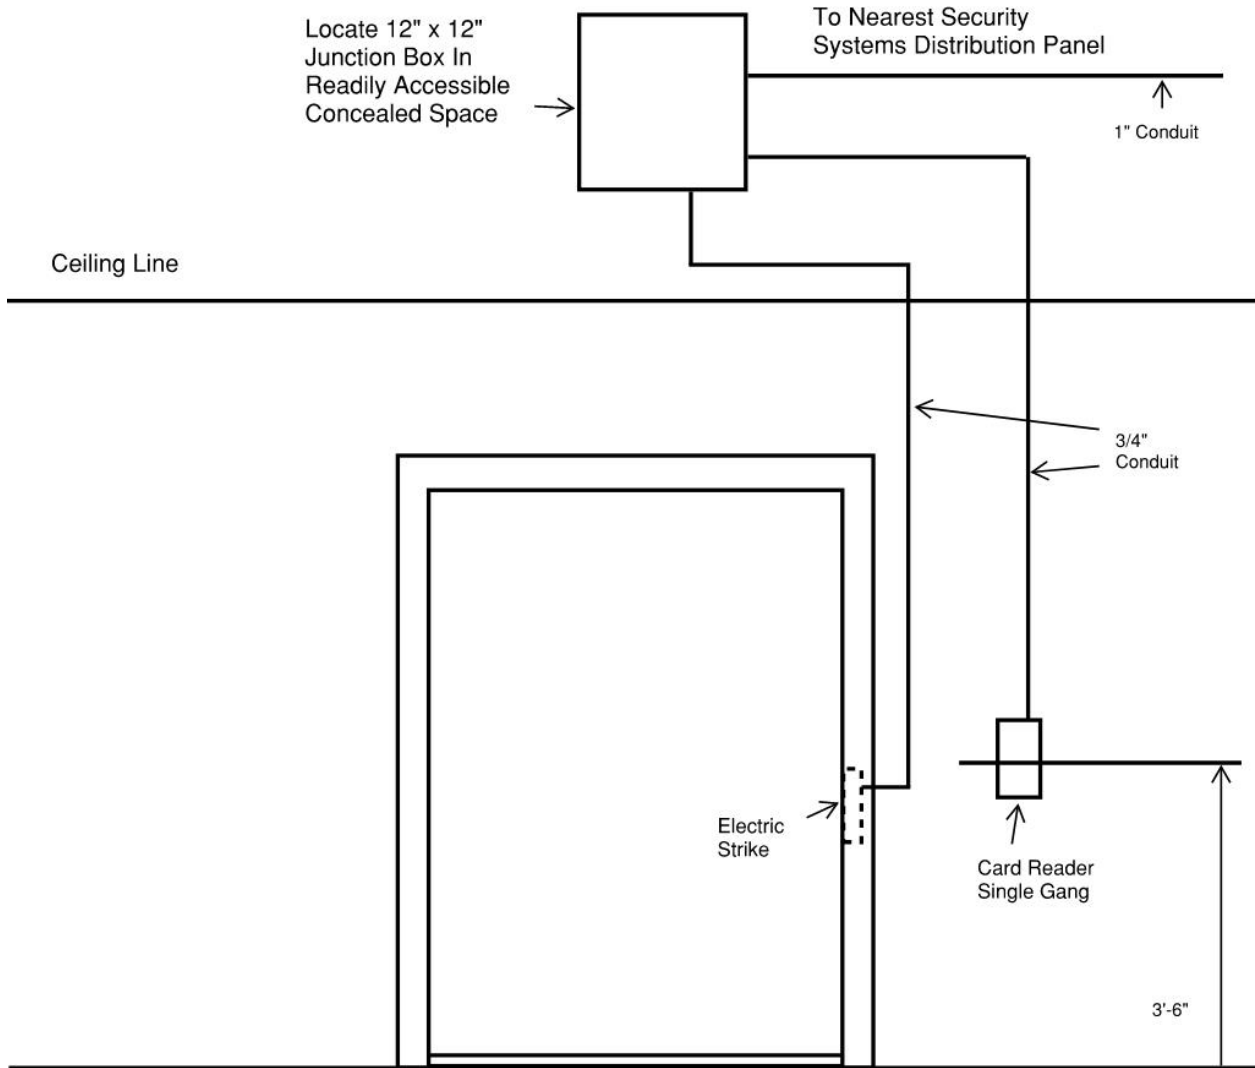 Locate 12" x 12"
Junction Box In
Readily Accessible
Concealed Space
To Nearest Security
Systems Distribution Panel
1" Conduit
Ceiling Line
3/4"
Conduit
Electric
Strike
Card Reader
Single Gang
3'-6"